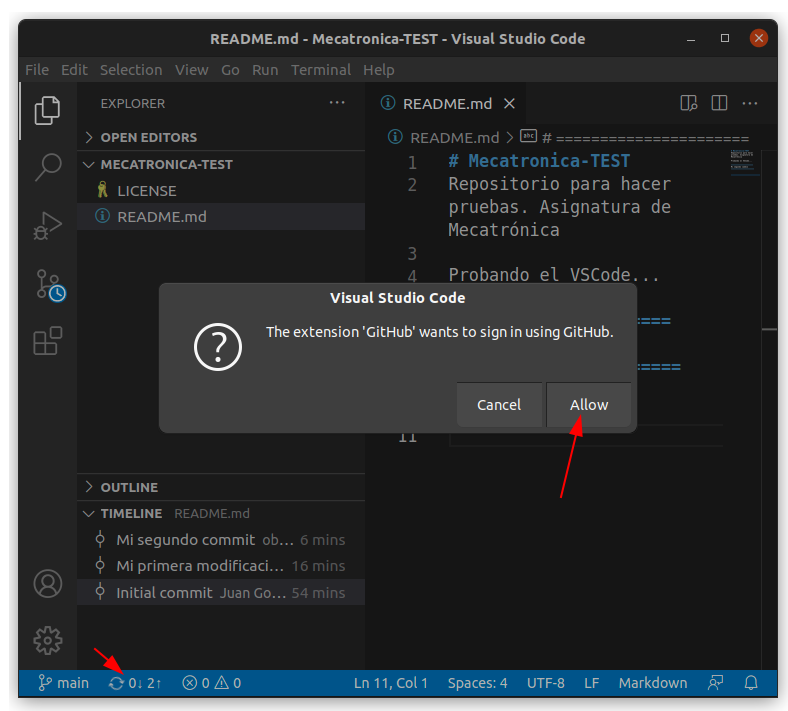 README.md - Mecatronica-TEST - Visual Studio Code
File Edit Selection View Go Run Terminal Help
EXPLORER ···
OPEN EDITORS
MECATRONICA-TEST
LICENSE
README.md
README.md
README.md > # ======================
1 # Mecatronica-TEST
2 Repositorio para hacer
pruebas. Asignatura de
Mecatrónica
3
4 Probando el VSCode...
====
=====
11
Visual Studio Code
The extension 'GitHub' wants to sign in using GitHub.
Cancel Allow
OUTLINE
TIMELINE README.md
Mi segundo commit ob... 6 mins
Mi primera modificaci... 16 mins
Initial commit Juan Go... 54 mins
main 0↓ 2↑ 0 0 Ln 11, Col 1 Spaces: 4 UTF-8 LF Markdown